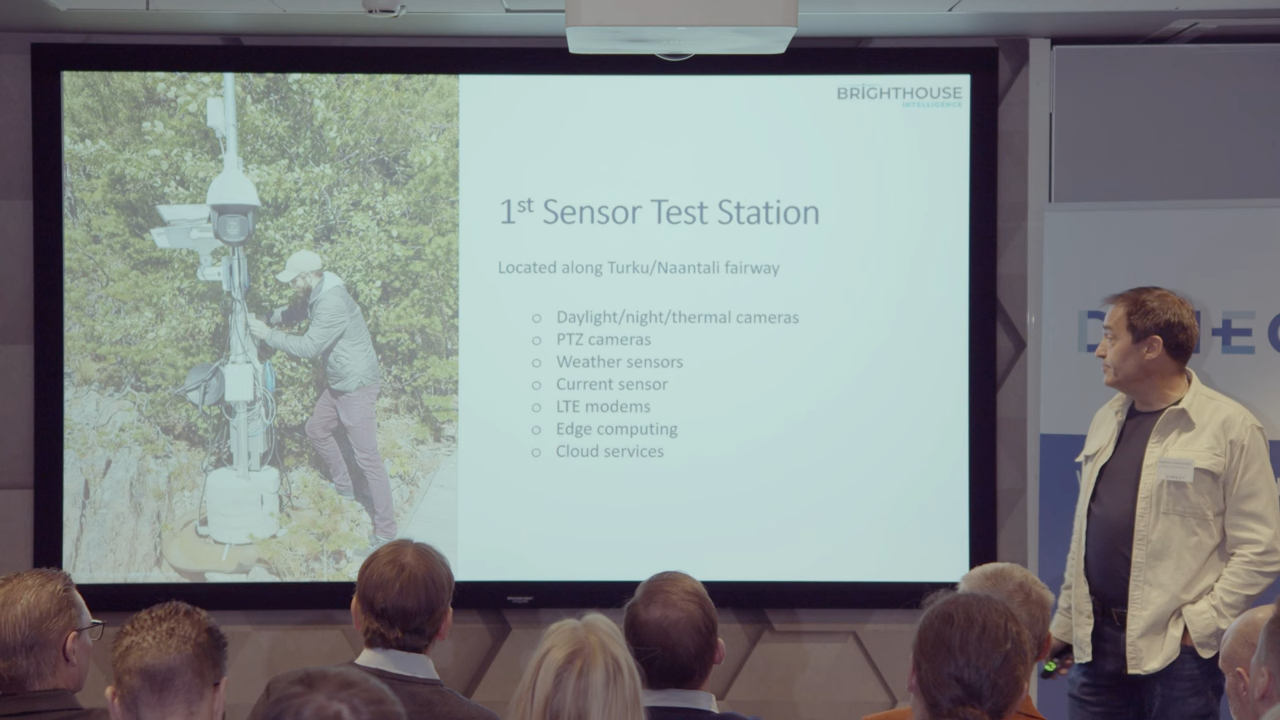 BRIGHTHOUSE
INTELLIGENCE
1st Sensor Test Station
Located along Turku/Naantali fairway
o Daylight/night/thermal cameras
o PTZ cameras
o Weather sensors
o Current sensor
o LTE modems
o Edge computing
o Cloud services